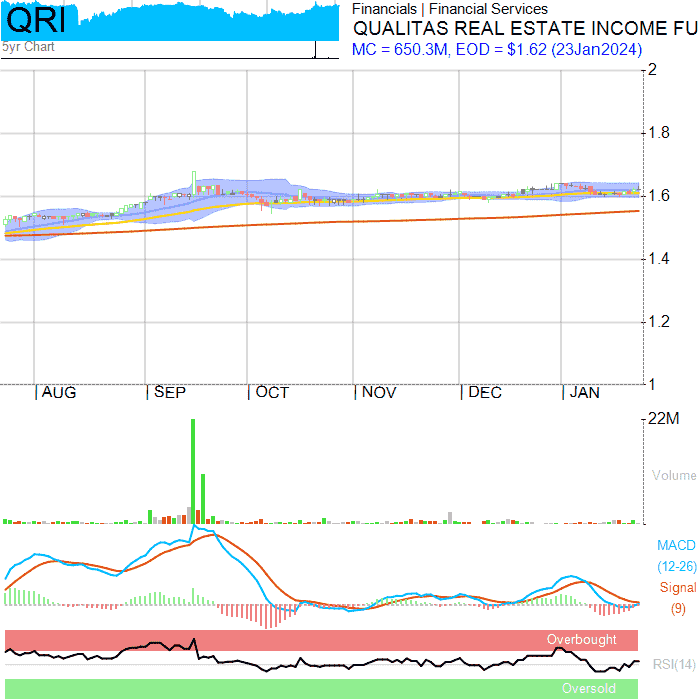 QRI
5yr Chart
Financials | Financial Services
QUALITAS REAL ESTATE INCOME FU
MC = 650.3M, EOD = $1.62 (23Jan2024)
2
1.8
1.6
1.4
1.2
1
AUG
SEP
OCT
NOV
DEC
JAN
22M
Volume
MACD
(12-26)
Signal
(9)
Overbought
RSI(14)
Oversold